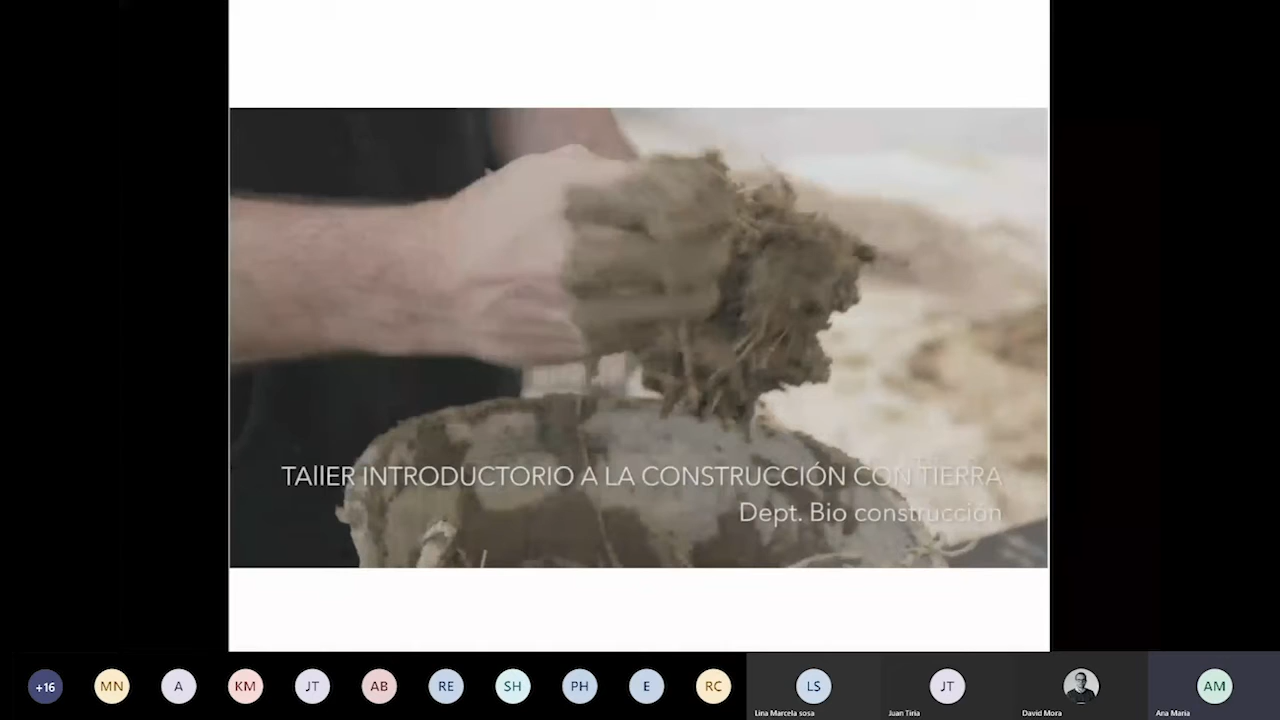 TAllER INTRODUCTORIO A LA CONSTRUCCIÓN CON TIERRA
Dept. Bio construcción
+16
MN
A
KM
JT
AB
RE
SH
PH
E
RC
LS
JT
AM
Lina Marcela sosa
Juan Tiria
David Mora
Ana Maria